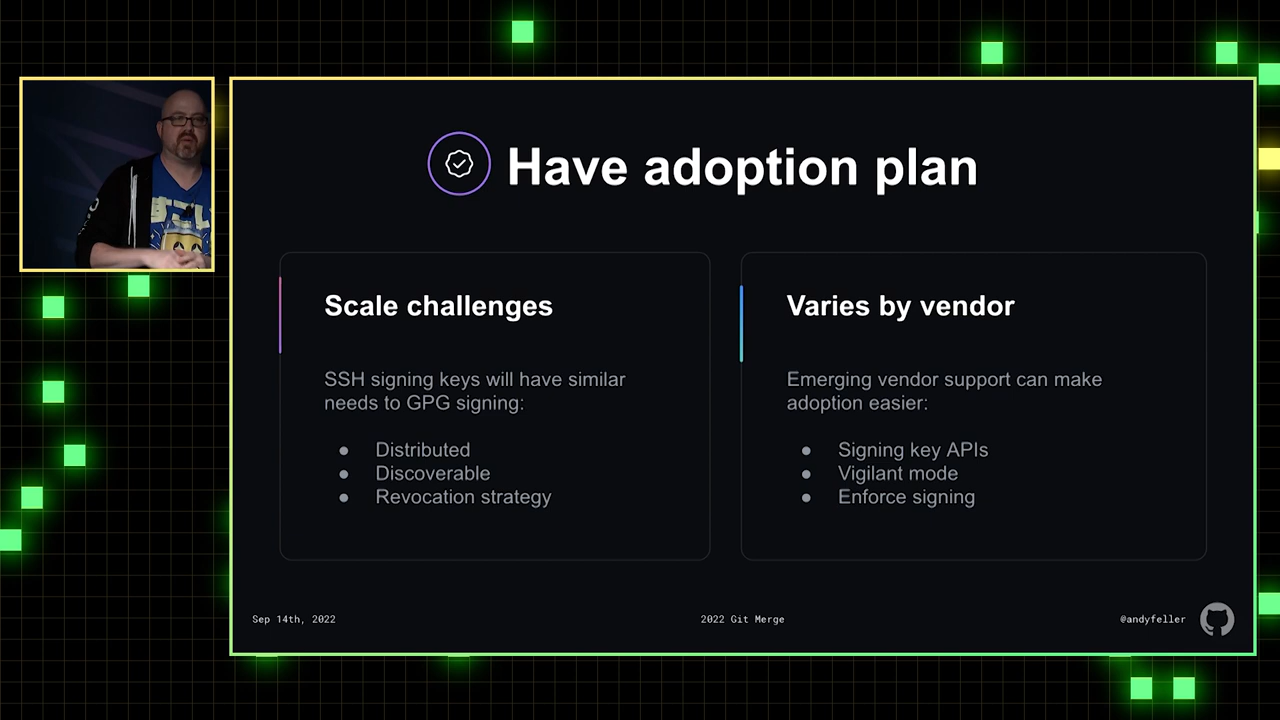 Have adoption plan
Scale challenges
SSH signing keys will have similar
needs to GPG signing:
● Distributed
● Discoverable
● Revocation strategy
Varies by vendor
Emerging vendor support can make
adoption easier:
● Signing key APIs
● Vigilant mode
● Enforce signing
Sep 14th, 2022
2022 Git Merge
@andyfeller